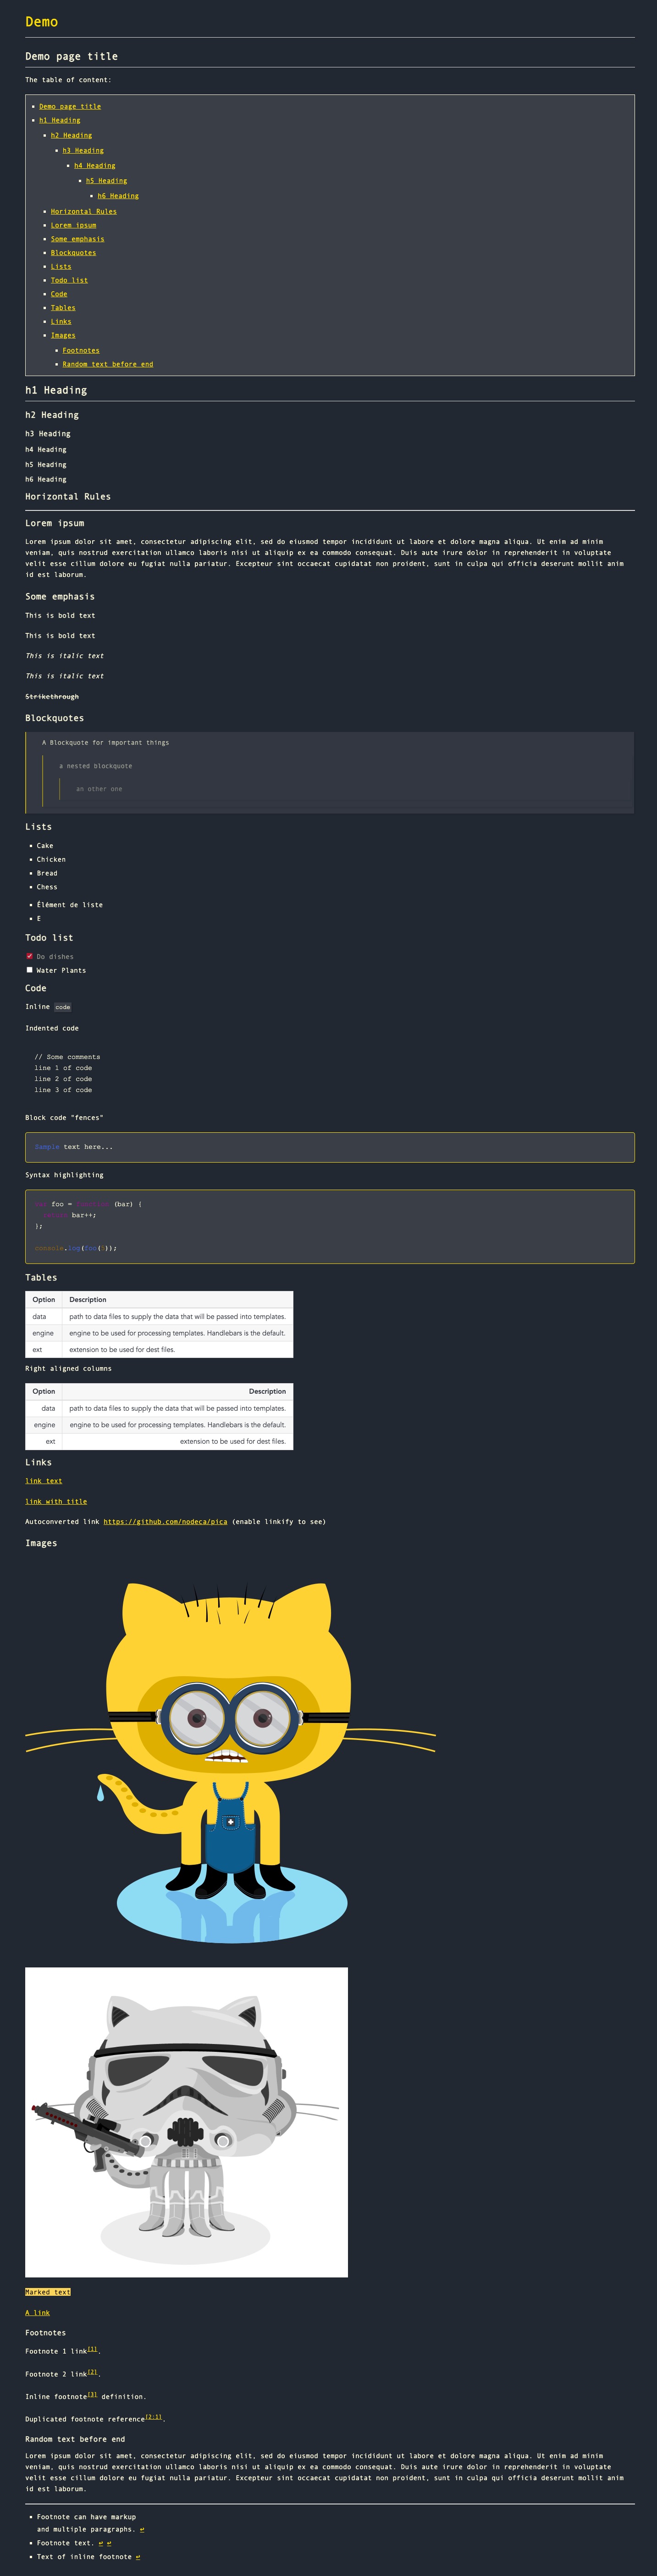 Demo
Demo page title
The table of content:
Demo page title
h1 Heading
h2 Heading
h3 Heading
h4 Heading
h5 Heading
h6 Heading
Horizontal Rules
Lorem ipsum
Some emphasis
Blockquotes
Lists
Todo list
Code
Tables
Links
Images
Footnotes
Random text before end
h1 Heading
h2 Heading
h3 Heading
h4 Heading
h5 Heading
h6 Heading
Horizontal Rules
Lorem ipsum
Lorem ipsum dolor sit amet, consectetur adipiscing elit, sed do eiusmod tempor incididunt ut labore et dolore magna aliqua. Ut enim ad minim
veniam, quis nostrud exercitation ullamco laboris nisi ut aliquip ex ea commodo consequat. Duis aute irure dolor in reprehenderit in voluptate
velit esse cillum dolore eu fugiat nulla pariatur. Excepteur sint occaecat cupidatat non proident, sunt in culpa qui officia deserunt mollit anim
id est laborum.
Some emphasis
This is bold text
This is bold text
This is italic text
This is italic text
Strikethrough
Blockquotes
A Blockquote for important things
a nested blockquote
an other one
Lists
Cake
Chicken
Bread
Chess
Élément de liste
E
Todo list
Do dishes
Water Plants
Code
Inline code
Indented code
// Some comments
line 1 of code
line 2 of code
line 3 of code
Block code "fences"
Sample text here...
Syntax highlighting
foo = (bar) {
bar++;
};
console.log(foo(5));
Tables
Option Description
data path to data files to supply the data that will be passed into templates.
engine engine to be used for processing templates. Handlebars is the default.
ext extension to be used for dest files.
Right aligned columns
Option Description
data path to data files to supply the data that will be passed into templates.
engine engine to be used for processing templates. Handlebars is the default.
ext extension to be used for dest files.
Links
link text
link with title
Autoconverted link https://github.com/nodeca/pica (enable linkify to see)
Images
Marked text
A link
Footnotes
Footnote 1 link[1].
Footnote 2 link[2].
Inline footnote[3] definition.
Duplicated footnote reference[2:1].
Random text before end
Lorem ipsum dolor sit amet, consectetur adipiscing elit, sed do eiusmod tempor incididunt ut labore et dolore magna aliqua. Ut enim ad minim
veniam, quis nostrud exercitation ullamco laboris nisi ut aliquip ex ea commodo consequat. Duis aute irure dolor in reprehenderit in voluptate
velit esse cillum dolore eu fugiat nulla pariatur. Excepteur sint occaecat cupidatat non proident, sunt in culpa qui officia deserunt mollit anim
id est laborum.
Footnote can have markup
and multiple paragraphs. ↩
Footnote text. ↩ ↩
Text of inline footnote ↩